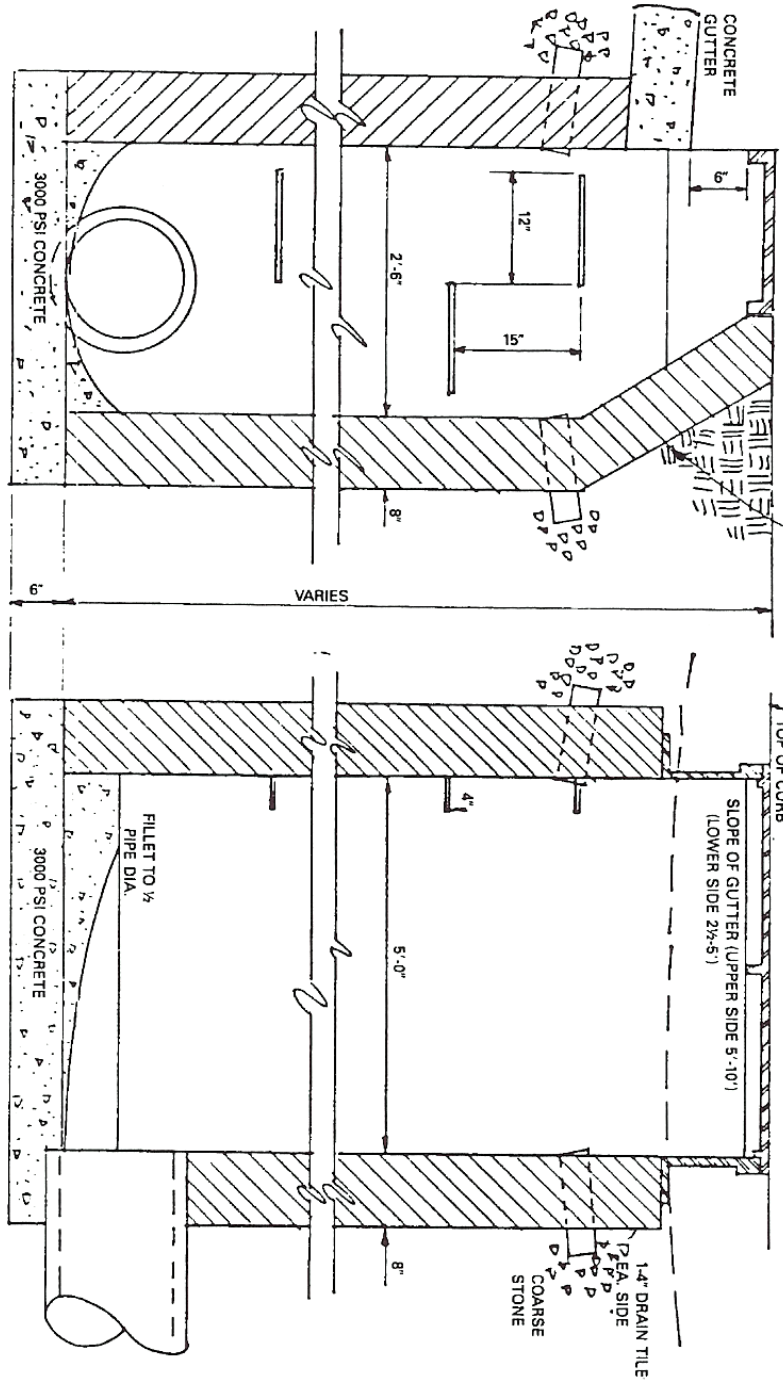 CONCRETE
GUTTER
6"
12"
15"
2'-6"
8"
3000 PSI CONCRETE
6"
VARIES
TOP OF CURB
SLOPE OF GUTTER (UPPER SIDE 5'-10')
(LOWER SIDE 2½-5')
4"
5'-0"
FILLET TO ½
PIPE DIA.
3000 PSI CONCRETE
8"
1-4" DRAIN TILE
EA. SIDE
COARSE
STONE